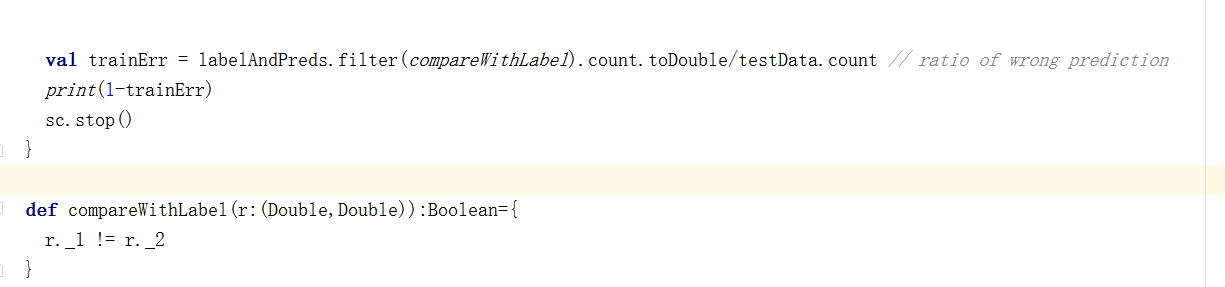 val trainErr = labelAndPreds.filter(compareWithLabel).count.toDouble/testData.count // ratio of wrong prediction
print(1-trainErr)
sc.stop()
}
def compareWithLabel(r:(Double,Double)):Boolean={
r._1 != r._2
}